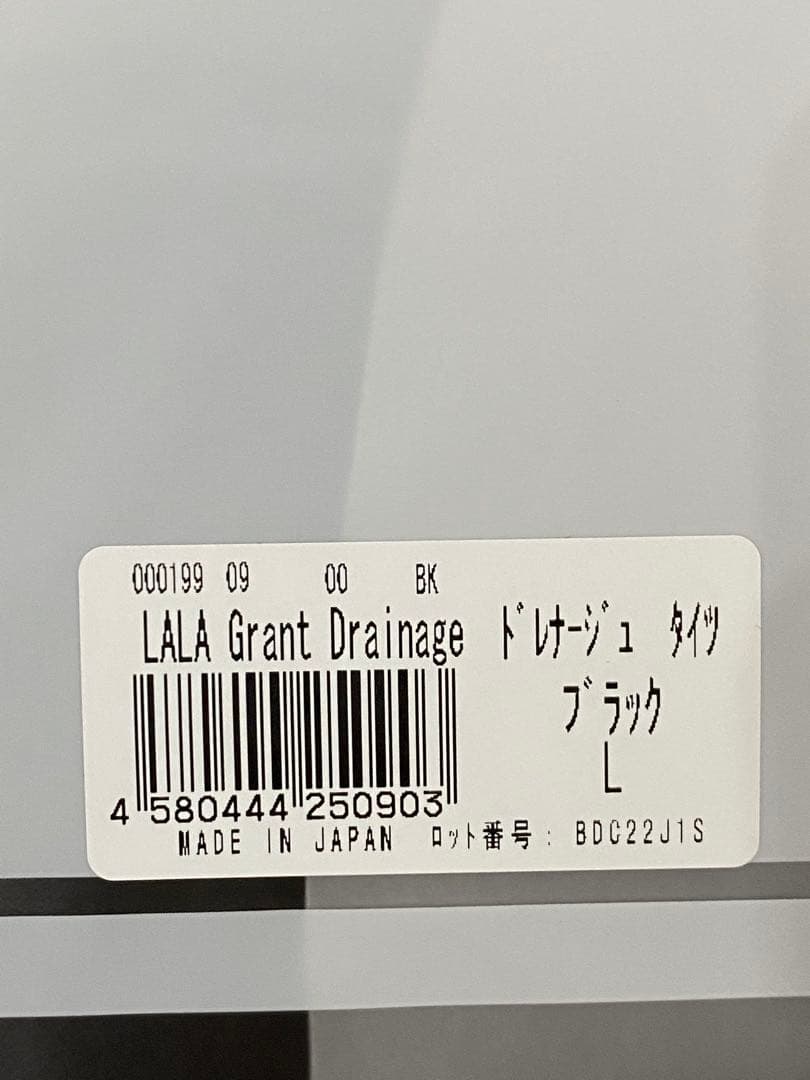 000199 09 00 BK
LALA Grant Drainage ﾄﾞﾚﾅｰｼﾞｭ ﾀｲﾂ
ブラック
L
4 580444 250903
MADE IN JAPAN ﾛｯﾄ番号: BDC22J1S